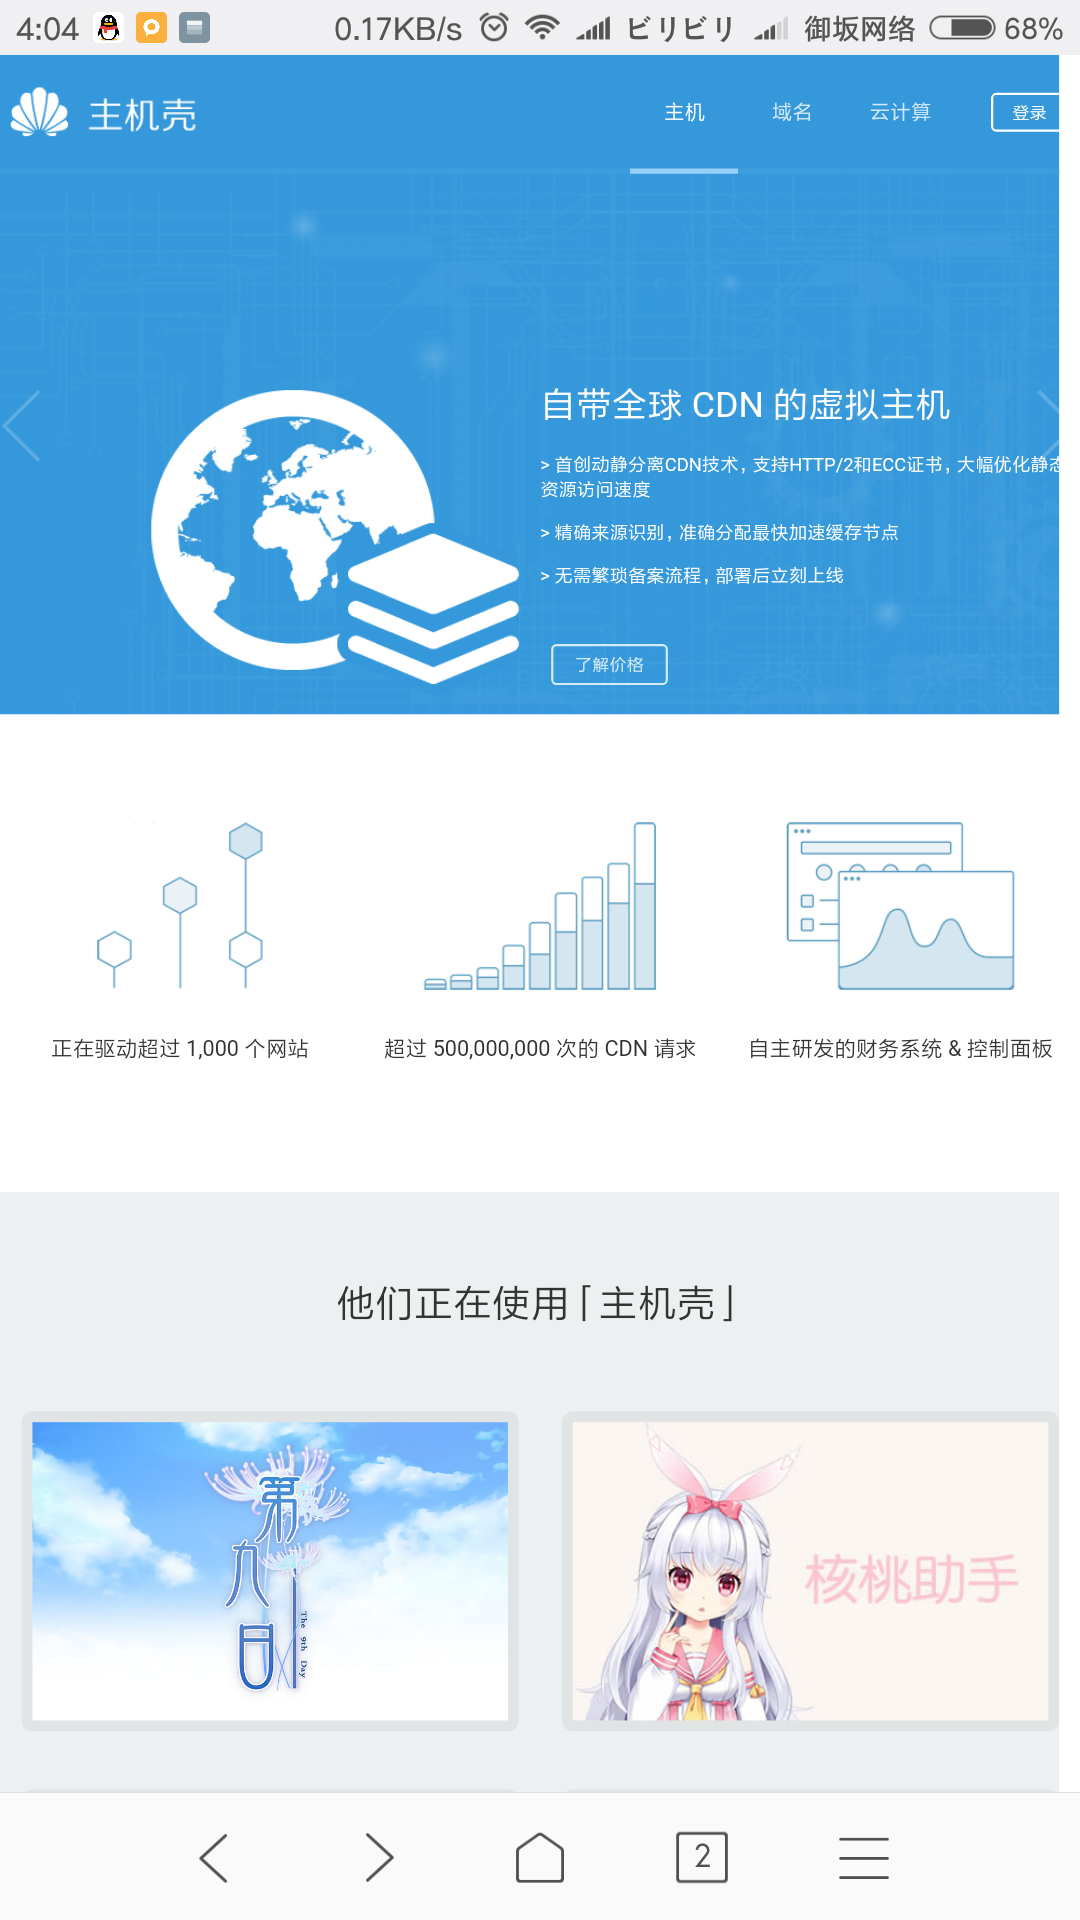 4:04 0.17KB/s ビリビリ 御坂网络 68%
主机壳 主机 域名 云计算 登录
自带全球 CDN 的虚拟主机
> 首创动静分离CDN技术，支持HTTP/2和ECC证书，大幅优化静态
资源访问速度
> 精确来源识别，准确分配最快加速缓存节点
> 无需繁琐备案流程，部署后立刻上线
了解价格
正在驱动超过 1,000 个网站
超过 500,000,000 次的 CDN 请求
自主研发的财务系统 & 控制面板
他们正在使用「主机壳」
第九日
The 9th Day
核桃助手
2